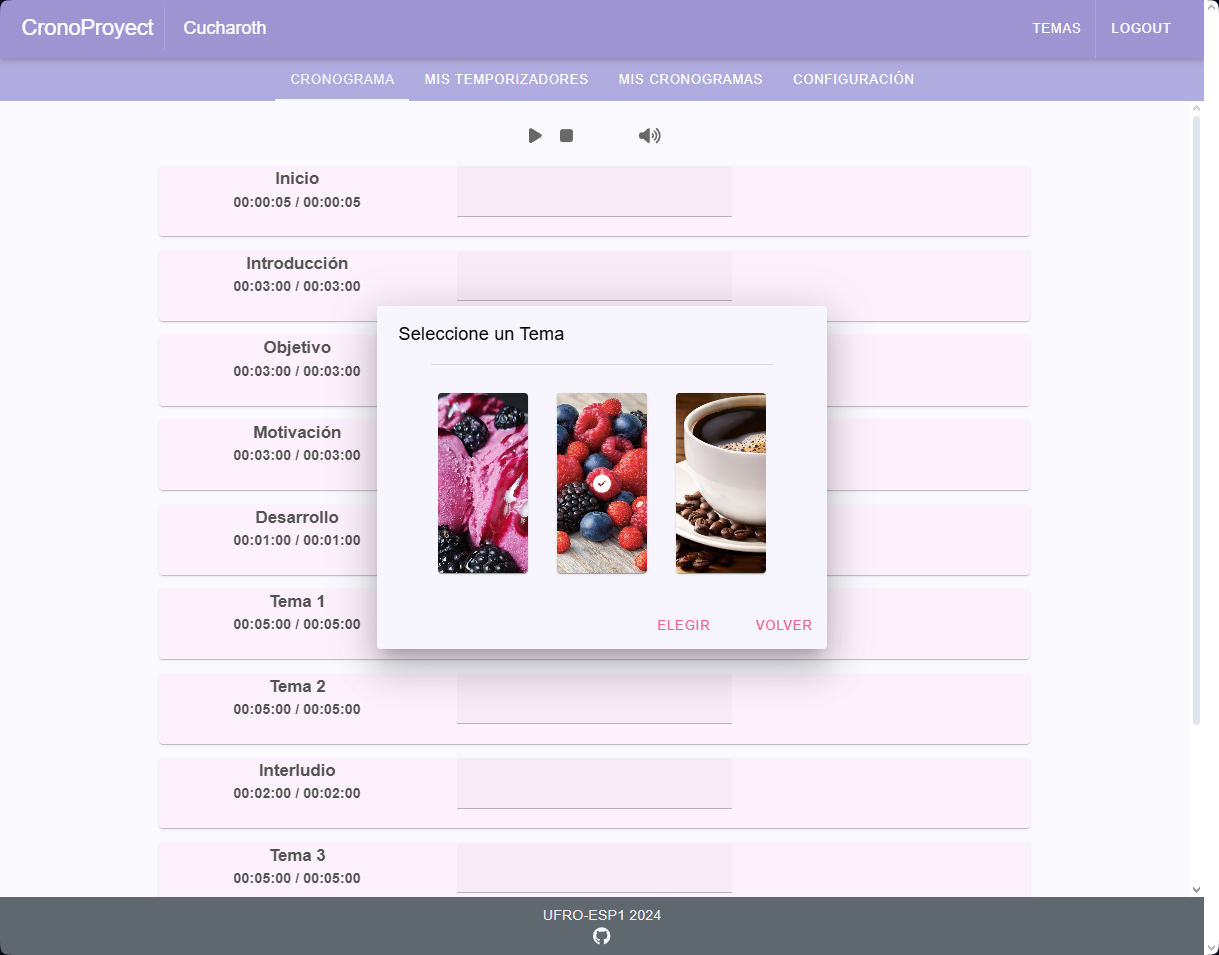 CronoProyect
Cucharoth
TEMAS
LOGOUT
CRONOGRAMA
MIS TEMPORIZADORES
MIS CRONOGRAMAS
CONFIGURACIÓN
Inicio
00:00:05 / 00:00:05
Introducción
00:03:00 / 00:03:00
Objetivo
00:03:00 / 00:03:00
Motivación
00:03:00 / 00:03:00
Desarrollo
00:01:00 / 00:01:00
Tema 1
00:05:00 / 00:05:00
Tema 2
00:05:00 / 00:05:00
Interludio
00:02:00 / 00:02:00
Tema 3
00:05:00 / 00:05:00
Seleccione un Tema
ELEGIR
VOLVER
UFRO-ESP1 2024